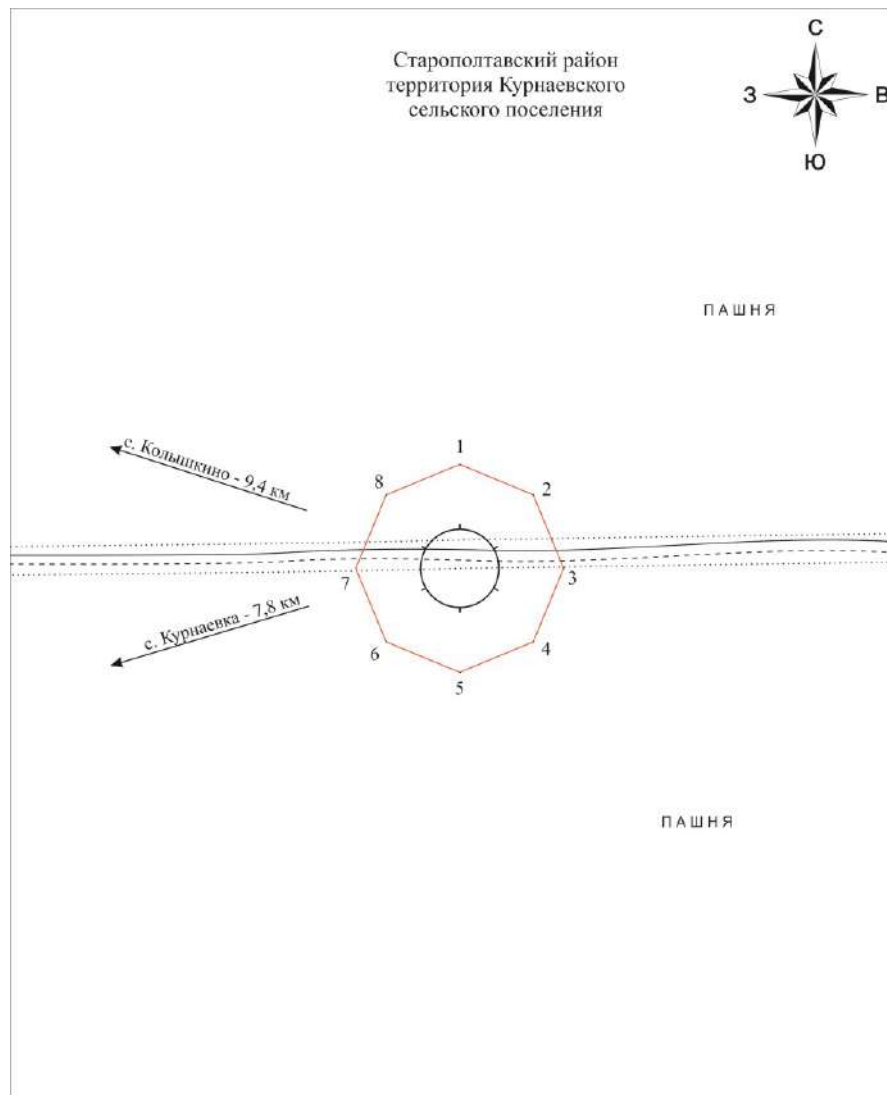 Старополтавский район
территория Курнаевского
сельского поселения
С
З
В
Ю
ПАШНЯ
с. Колышкино - 9,4 км
1
8
2
7
3
с. Курнаевка - 7,8 км
6
4
5
ПАШНЯ